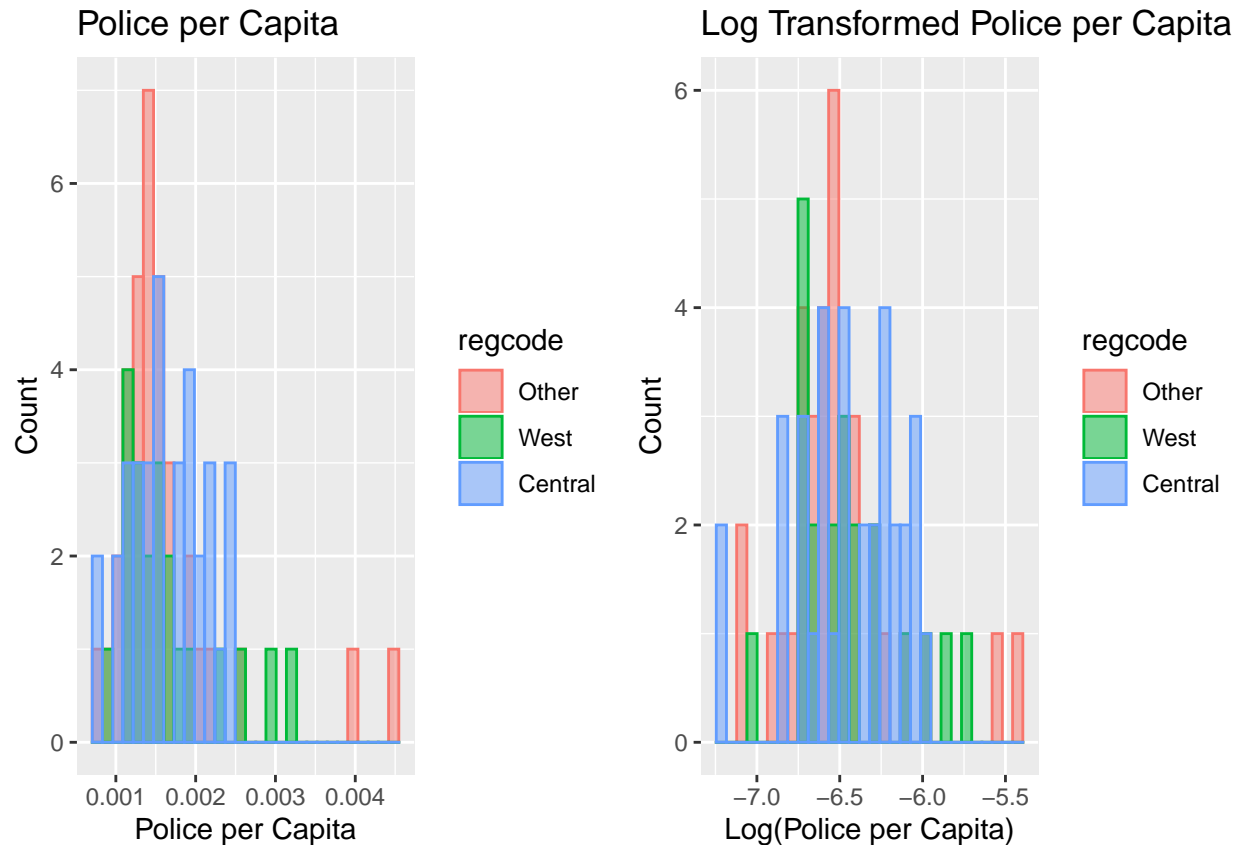 Police per Capita
6
4
2
0
Count
0.001 0.002 0.003 0.004
Police per Capita
regcode
Other
West
Central
Log Transformed Police per Capita
6
4
2
0
Count
−7.0 −6.5 −6.0 −5.5
Log(Police per Capita)
regcode
Other
West
Central